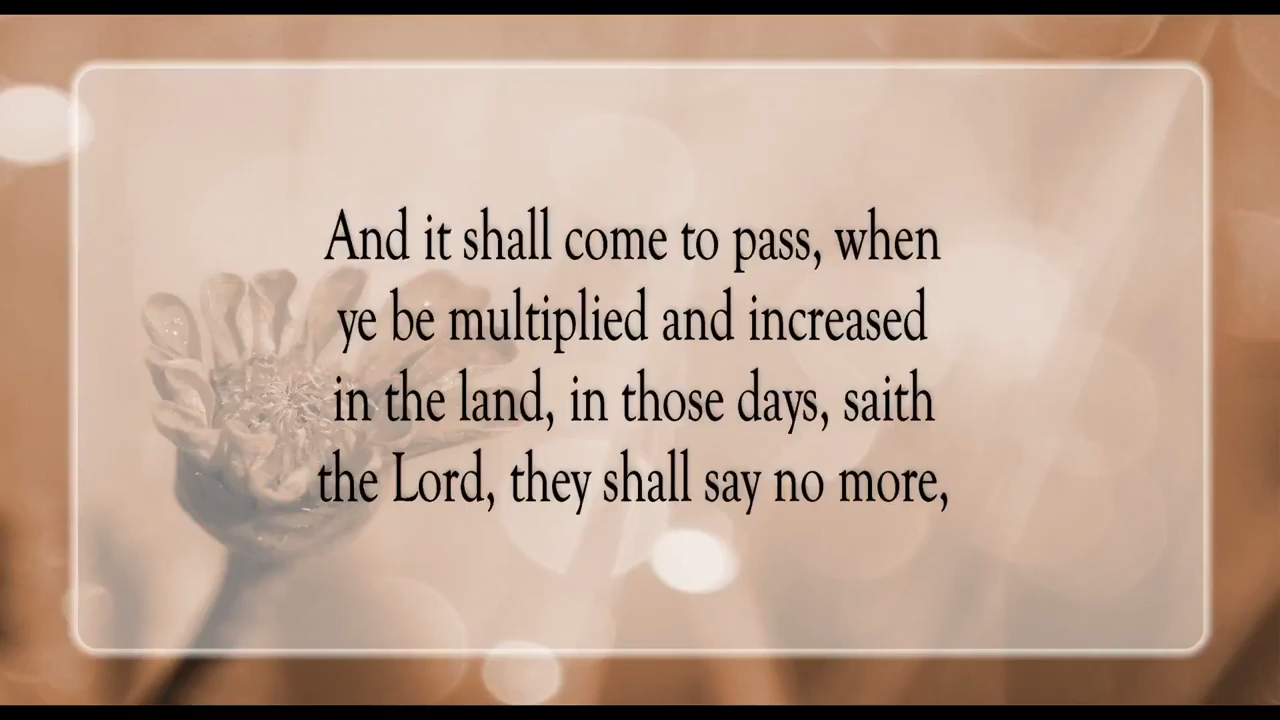 And it shall come to pass, when
ye be multiplied and increased
in the land, in those days, saith
the Lord, they shall say no more,